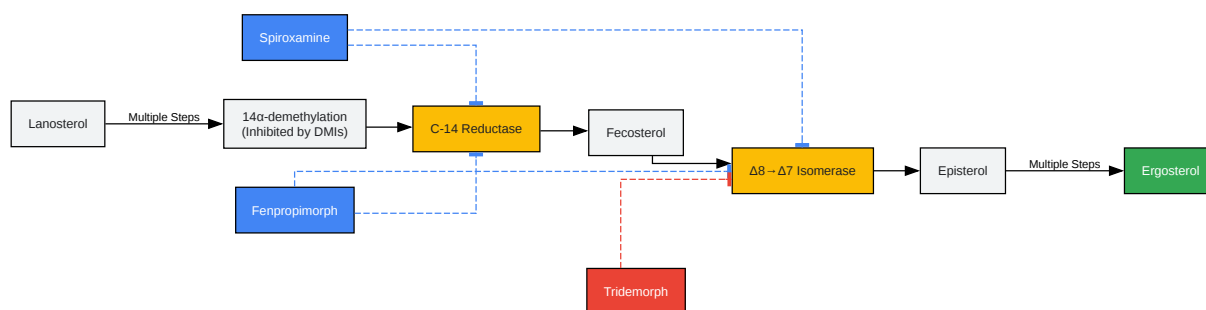 Spiroxamine
Lanosterol
Multiple Steps
14α-demethylation
(Inhibited by DMIs)
C-14 Reductase
Fecosterol
Δ8→Δ7 Isomerase
Episterol
Multiple Steps
Ergosterol
Fenpropimorph
Tridemorph